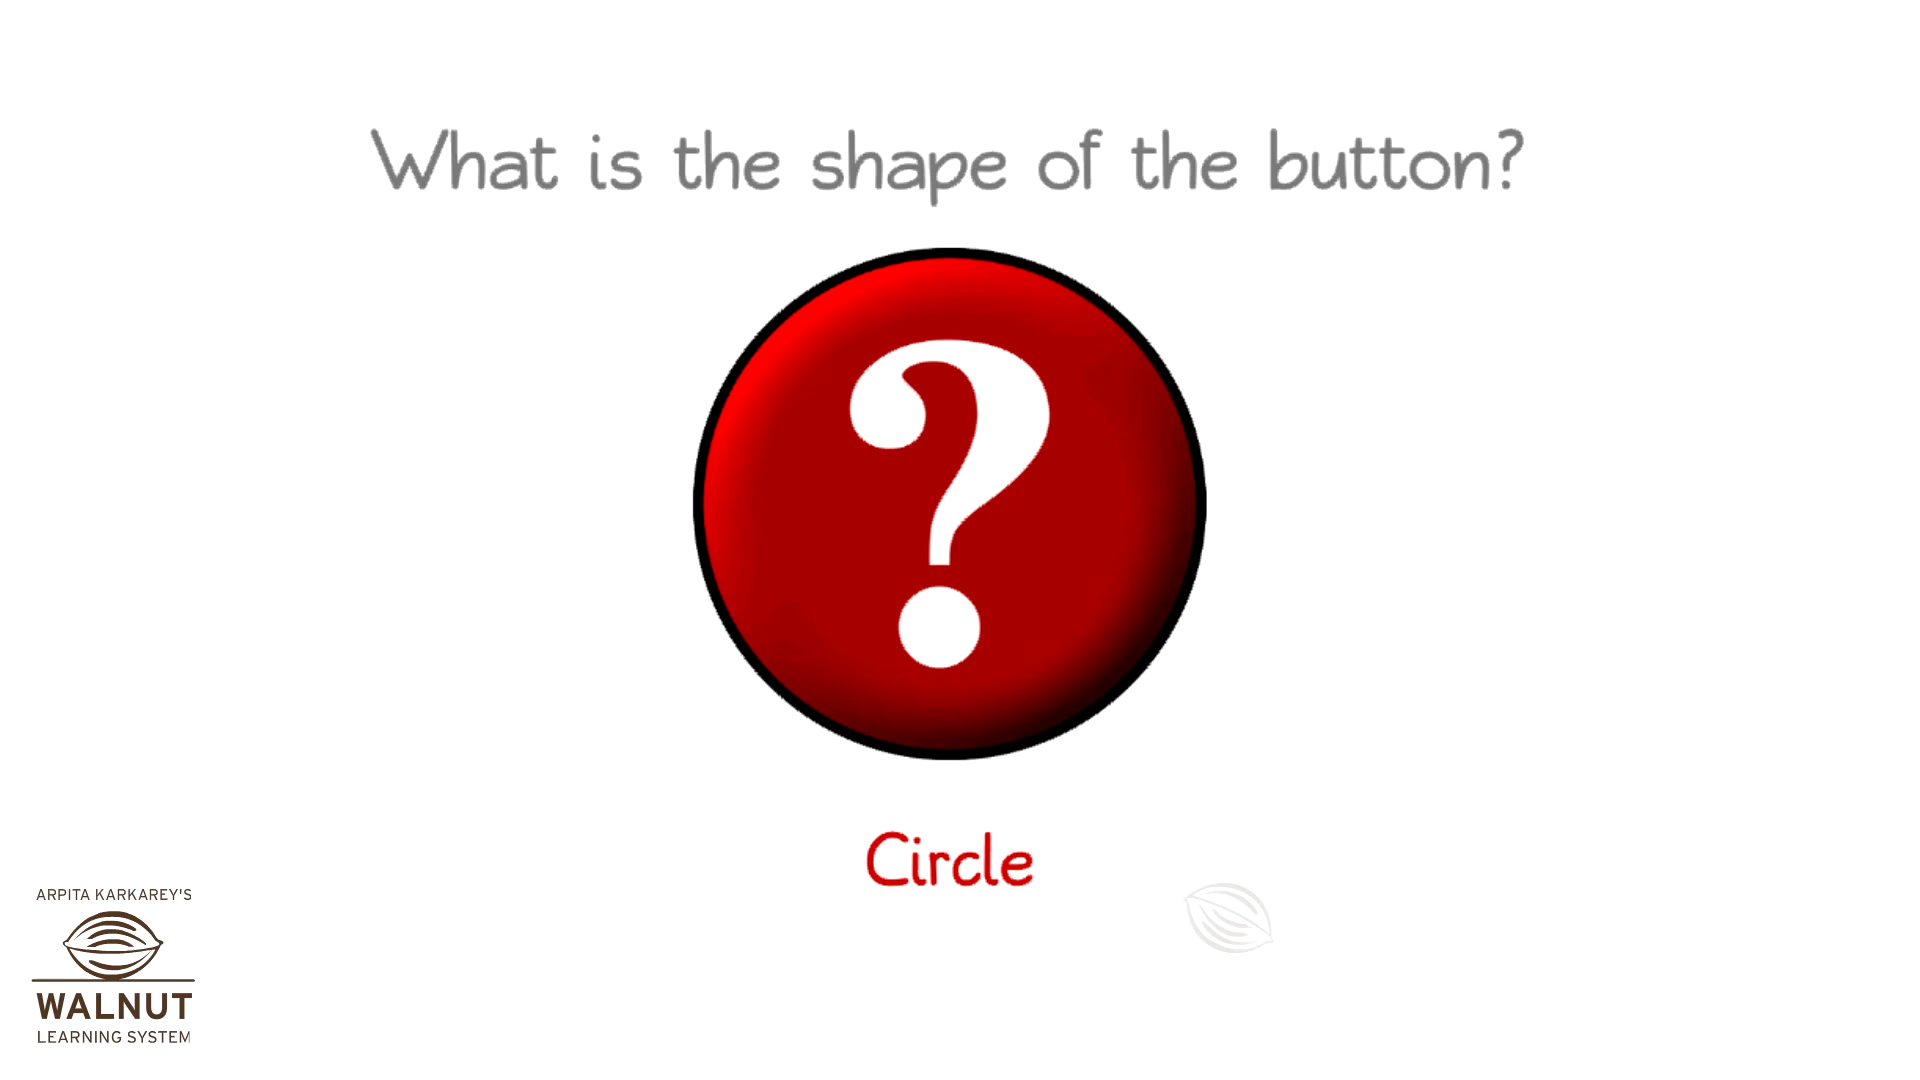 What is the shape of the button?
?
Circle
ARPITA KARKAREY'S
WALNUT
LEARNING SYSTEM